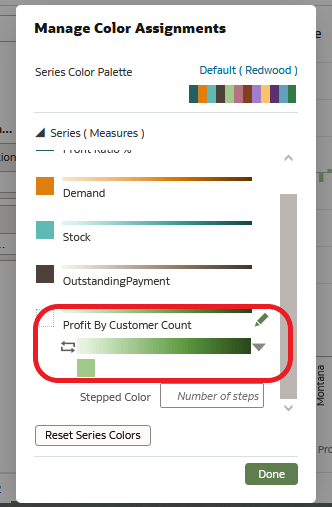 Manage Color Assignments
e
Series Color Palette
Default ( Redwood )
a...
Series ( Measures )
Profit Ratio %
Demand
Stock
OutstandingPayment
Profit By Customer Count
Stepped Color
Number of steps
Montana
Reset Series Colors
Pro
Done